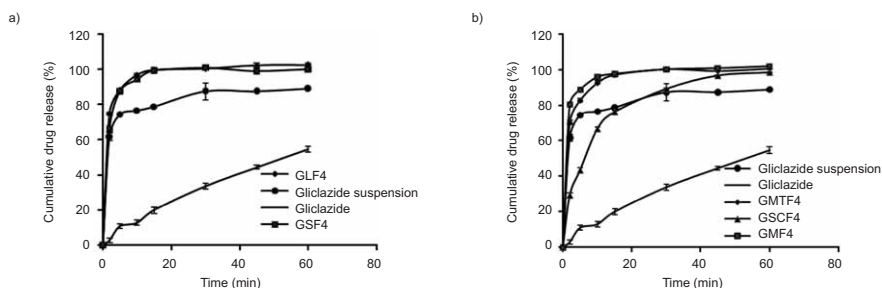 a)
120
100
80
60
40
20
0
Cumulative drug release (%)
0 20 40 60 80
Time (min)
GLF4
Gliclazide suspension
Gliclazide
GSF4
b)
120
100
80
60
40
20
0
Cumulative drug release (%)
0 20 40 60 80
Time (min)
Gliclazide suspension
Gliclazide
GMTF4
GSCF4
GMF4